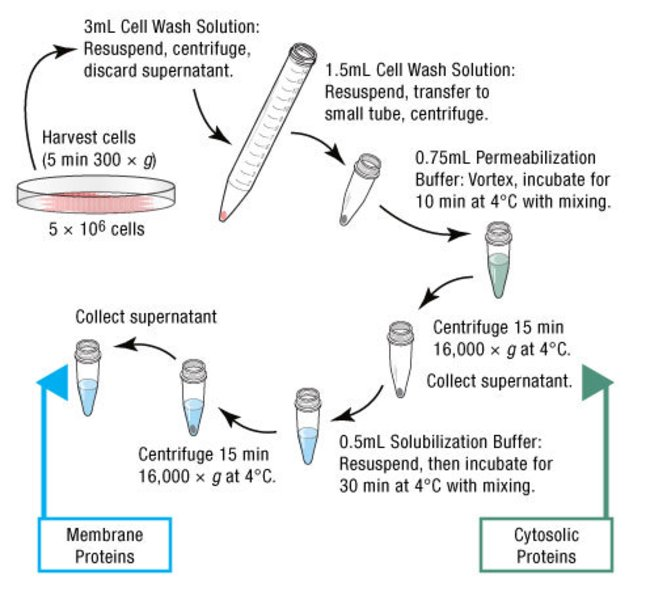 3mL Cell Wash Solution:
Resuspend, centrifuge,
discard supernatant.
1.5mL Cell Wash Solution:
Resuspend, transfer to
small tube, centrifuge.
Harvest cells
(5 min 300 × g)
5 × 10⁶ cells
0.75mL Permeabilization
Buffer: Vortex, incubate for
10 min at 4°C with mixing.
Centrifuge 15 min
16,000 × g at 4°C.
Collect supernatant.
0.5mL Solubilization Buffer:
Resuspend, then incubate for
30 min at 4°C with mixing.
Centrifuge 15 min
16,000 × g at 4°C.
Collect supernatant
Membrane
Proteins
Cytosolic
Proteins